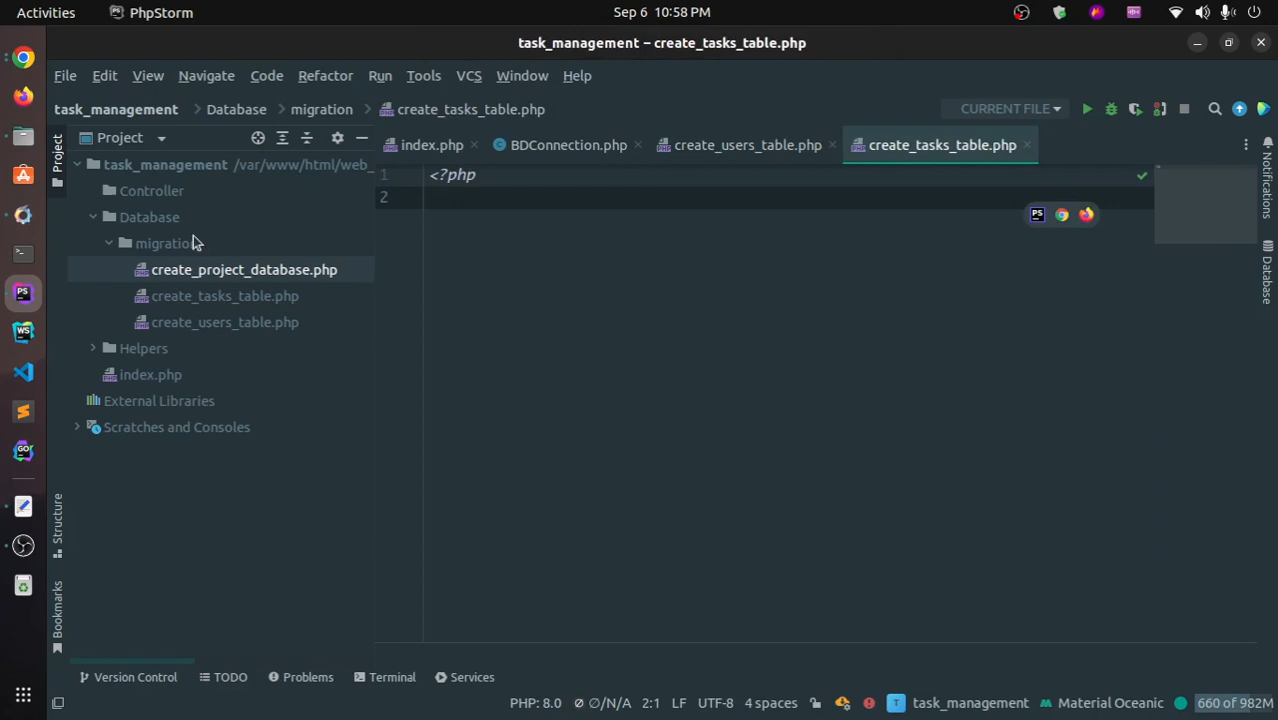 Activities PhpStorm Sep 6 10:58 PM
task_management – create_tasks_table.php
File Edit View Navigate Code Refactor Run Tools VCS Window Help
task_management Database migration create_tasks_table.php CURRENT FILE
Project index.php BDConnection.php create_users_table.php create_tasks_table.php
Project
task_management /var/www/html/web_
Controller
Database
migration
create_project_database.php
create_tasks_table.php
create_users_table.php
Helpers
index.php
External Libraries
Scratches and Consoles
1 <?php
2
Notifications
Database
Structure
Bookmarks
Version Control TODO Problems Terminal Services
PHP: 8.0 ∅/N/A 2:1 LF UTF-8 4 spaces T task_management Material Oceanic 660 of 982M